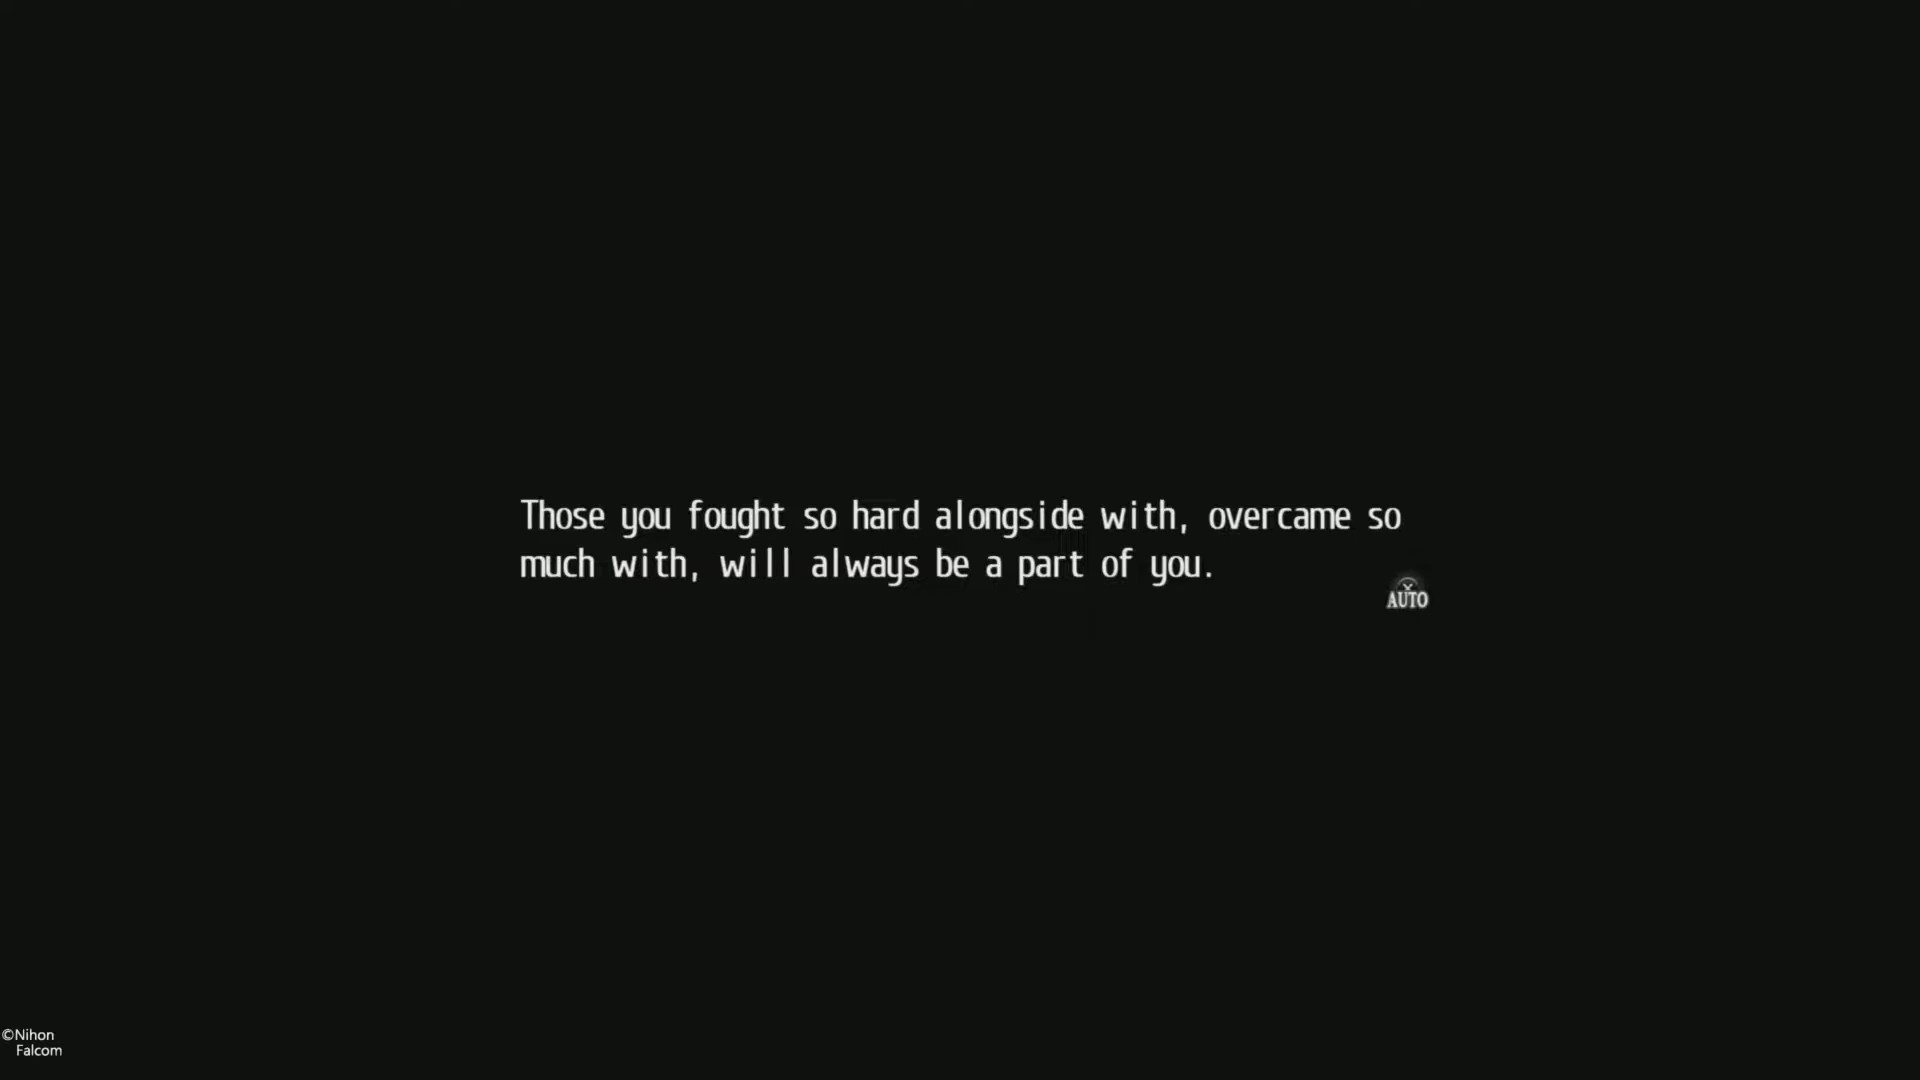 Those you fought so hard alongside with, overcame so
much with, will always be a part of you.
AUTO
©Nihon
Falcom